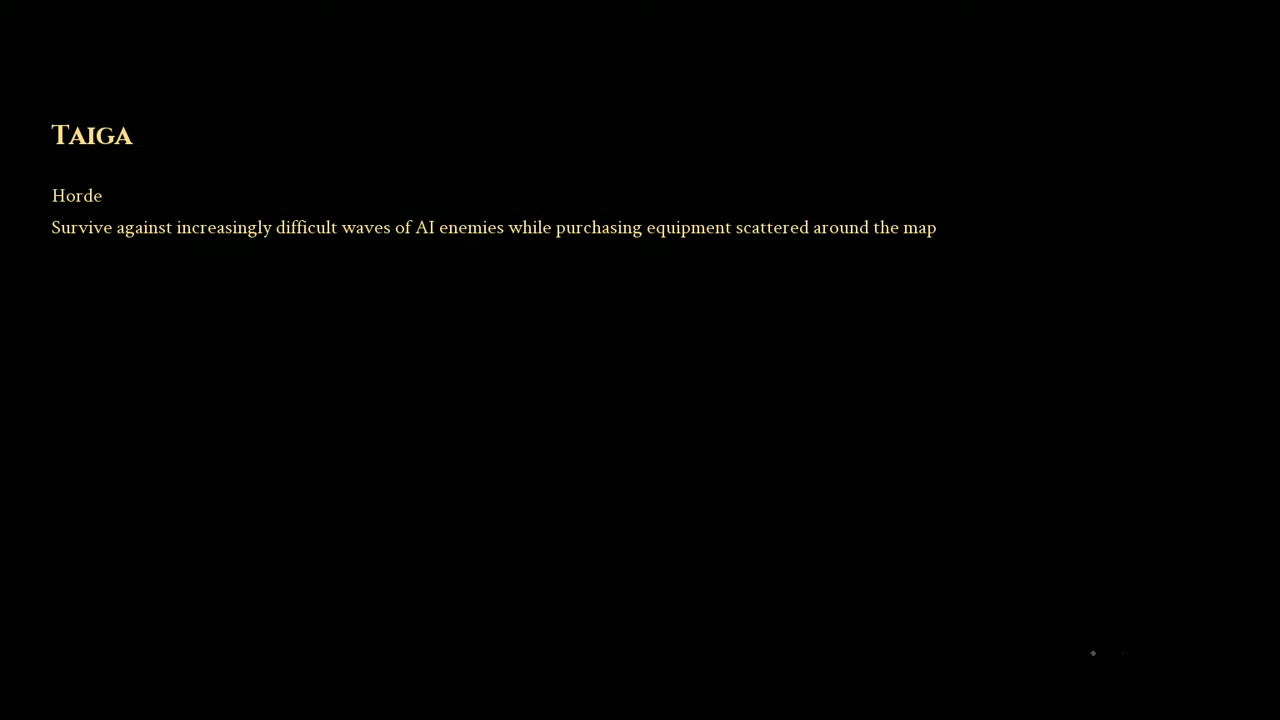 Taiga
Horde
Survive against increasingly difficult waves of AI enemies while purchasing equipment scattered around the map